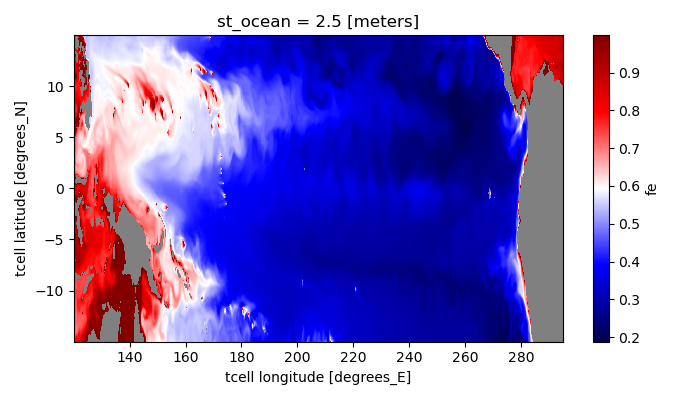 st_ocean = 2.5 [meters]
10
5
0
−5
−10
tcell latitude [degrees_N]
140 160 180 200 220 240 260 280
tcell longitude [degrees_E]
0.9
0.8
0.7
0.6
0.5
0.4
0.3
0.2
fe